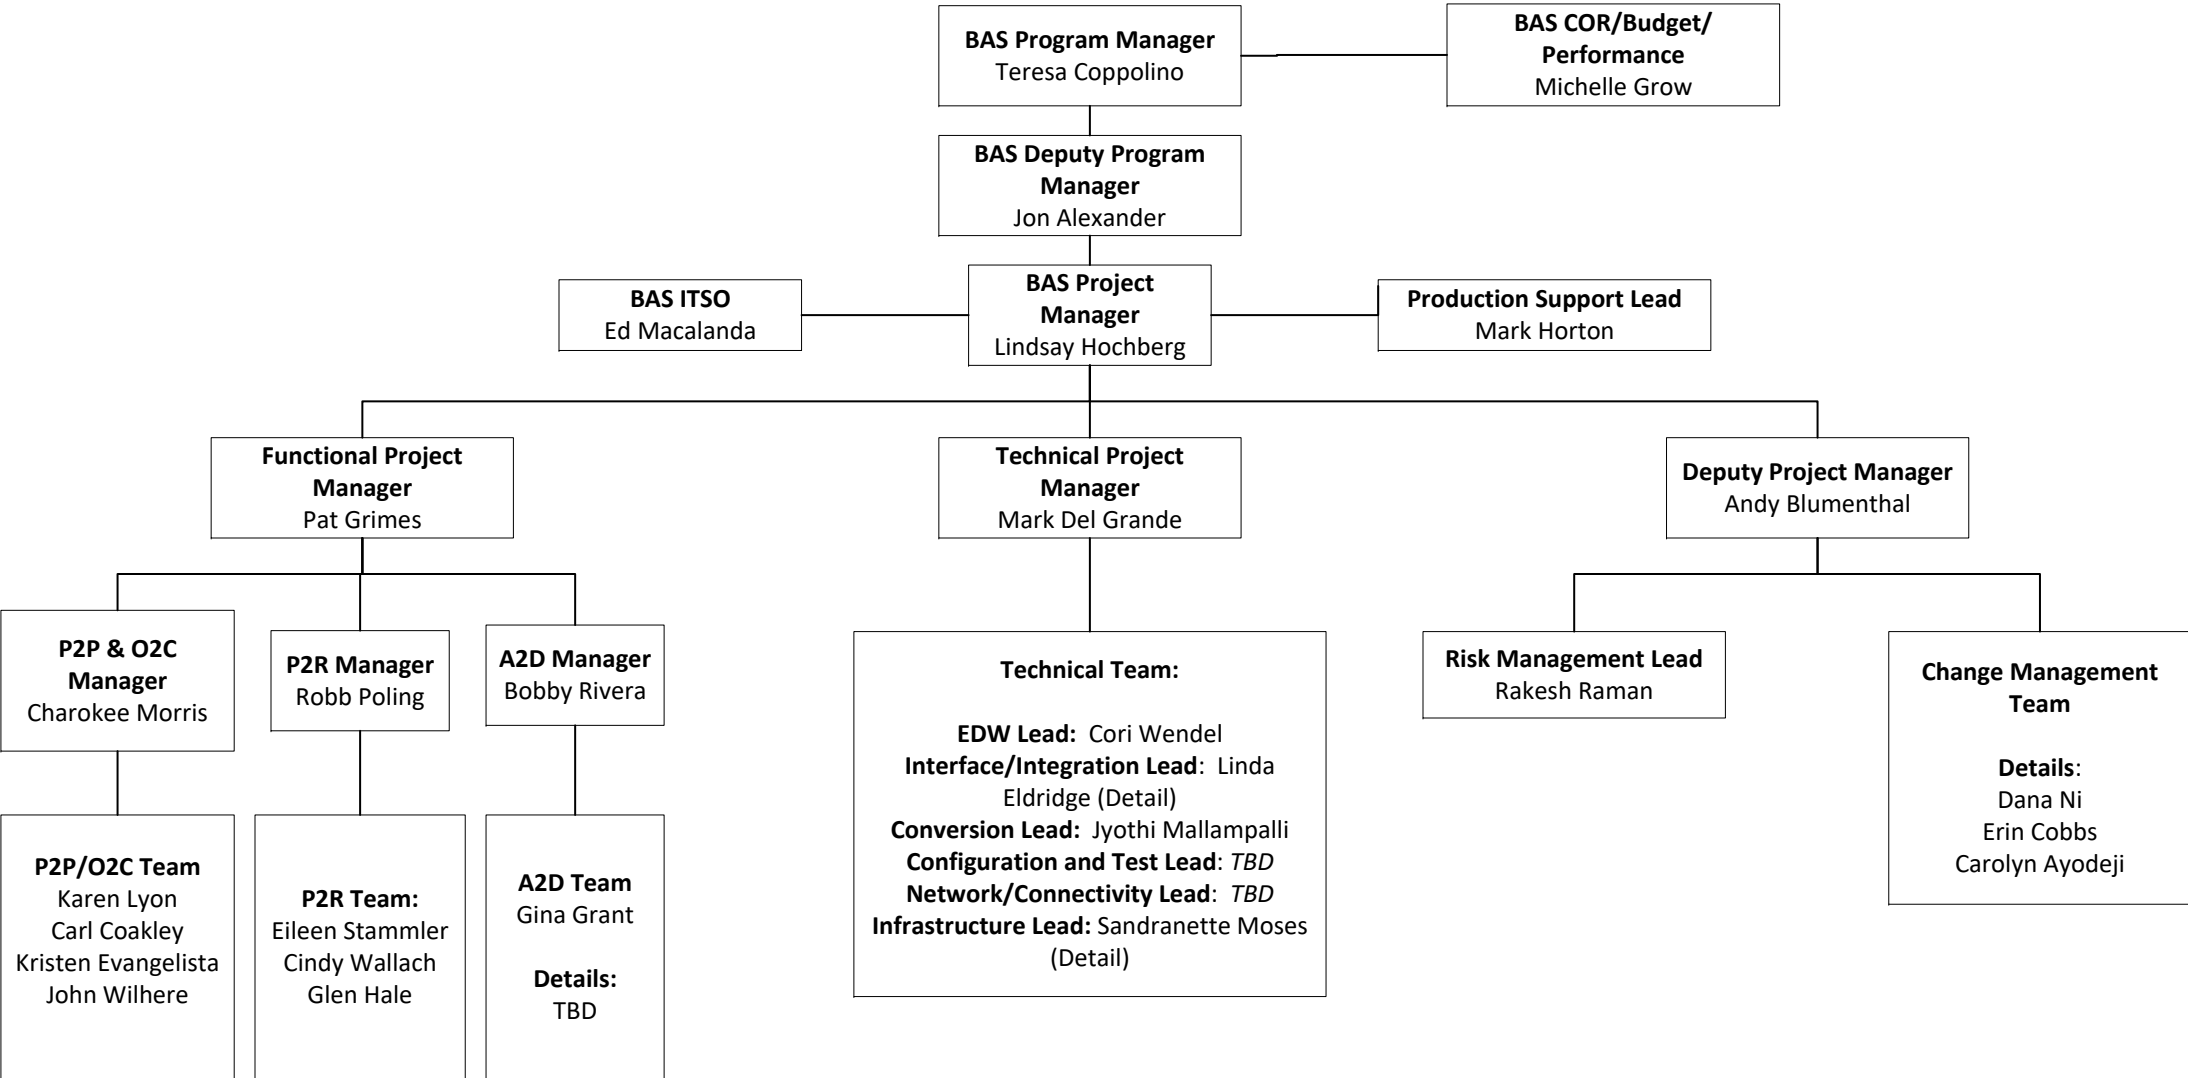 BAS Program Manager
Teresa Coppolino
BAS COR/Budget/
Performance
Michelle Grow
BAS Deputy Program
Manager
Jon Alexander
BAS ITSO
Ed Macalanda
BAS Project
Manager
Lindsay Hochberg
Production Support Lead
Mark Horton
Functional Project
Manager
Pat Grimes
Technical Project
Manager
Mark Del Grande
Deputy Project Manager
Andy Blumenthal
P2P & O2C
Manager
Charokee Morris
P2R Manager
Robb Poling
A2D Manager
Bobby Rivera
Technical Team:
EDW Lead:  Cori Wendel
Interface/Integration Lead:  Linda
Eldridge (Detail)
Conversion Lead:  Jyothi Mallampalli
Configuration and Test Lead: TBD
Network/Connectivity Lead:  TBD
Infrastructure Lead: Sandranette Moses
(Detail)
Risk Management Lead
Rakesh Raman
Change Management
Team
Details:
Dana Ni
Erin Cobbs
Carolyn Ayodeji
P2P/O2C Team
Karen Lyon
Carl Coakley
Kristen Evangelista
John Wilhere
P2R Team:
Eileen Stammler
Cindy Wallach
Glen Hale
A2D Team
Gina Grant
Details:
TBD